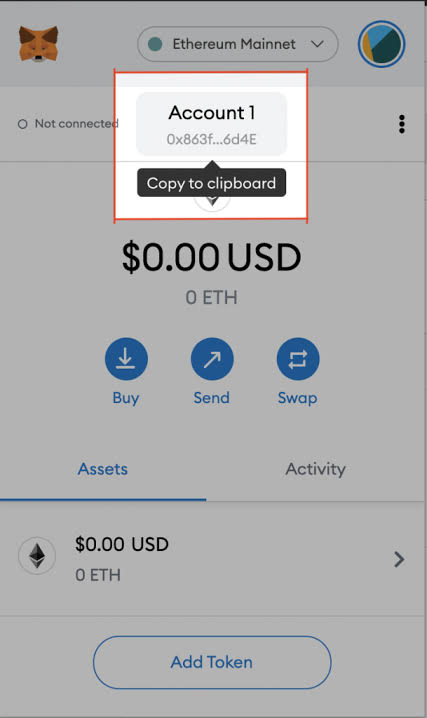 Ethereum Mainnet
Account 1
Not connected
0x863f...6d4E
Copy to clipboard
$0.00 USD
0 ETH
Buy
Send
Swap
Assets
Activity
$0.00 USD
0 ETH
Add Token